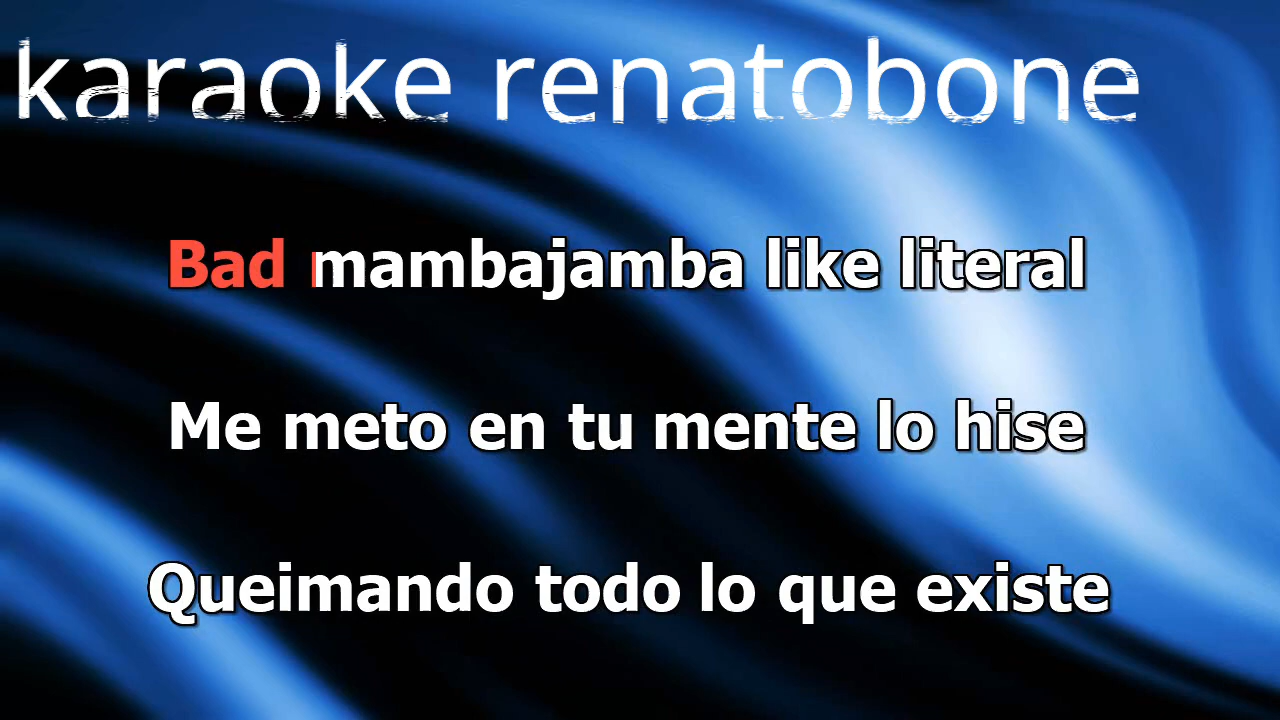 karaoke renatobone
Bad mambajamba like literal
Me meto en tu mente lo hise
Queimando todo lo que existe